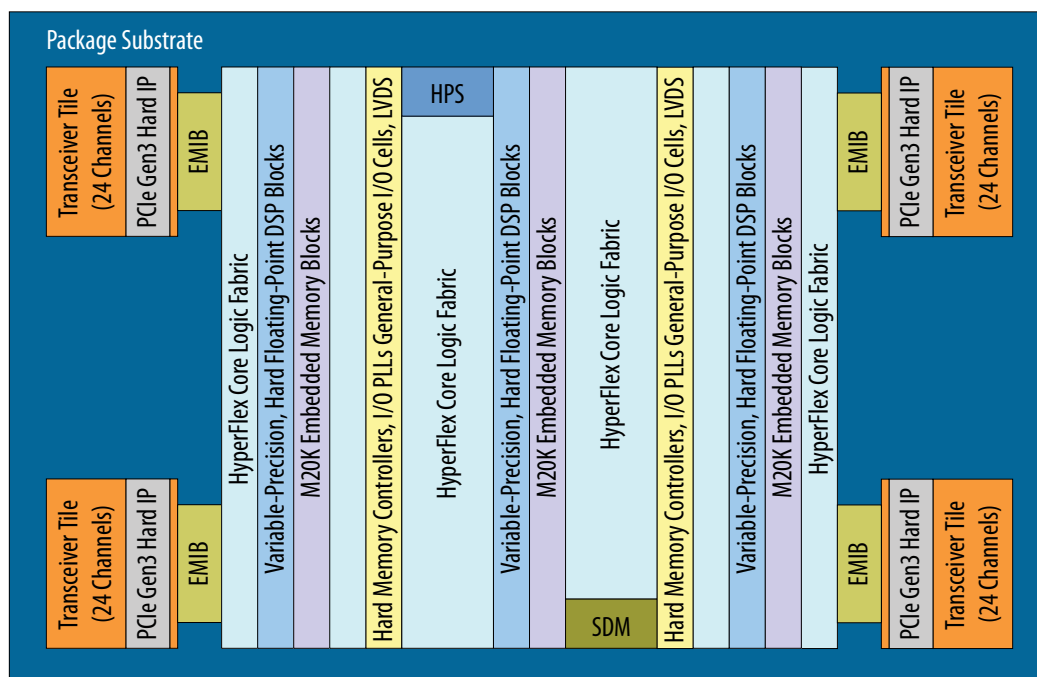 Package Substrate
Transceiver Tile
(24 Channels)
PCIe Gen3 Hard IP
EMIB
Transceiver Tile
(24 Channels)
PCIe Gen3 Hard IP
EMIB
HyperFlex Core Logic Fabric
Variable-Precision, Hard Floating-Point DSP Blocks
M20K Embedded Memory Blocks
Hard Memory Controllers, I/O PLLs General-Purpose I/O Cells, LVDS
HPS
HyperFlex Core Logic Fabric
Variable-Precision, Hard Floating-Point DSP Blocks
M20K Embedded Memory Blocks
HyperFlex Core Logic Fabric
SDM
Hard Memory Controllers, I/O PLLs General-Purpose I/O Cells, LVDS
Variable-Precision, Hard Floating-Point DSP Blocks
M20K Embedded Memory Blocks
HyperFlex Core Logic Fabric
EMIB
PCIe Gen3 Hard IP
Transceiver Tile
(24 Channels)
EMIB
PCIe Gen3 Hard IP
Transceiver Tile
(24 Channels)